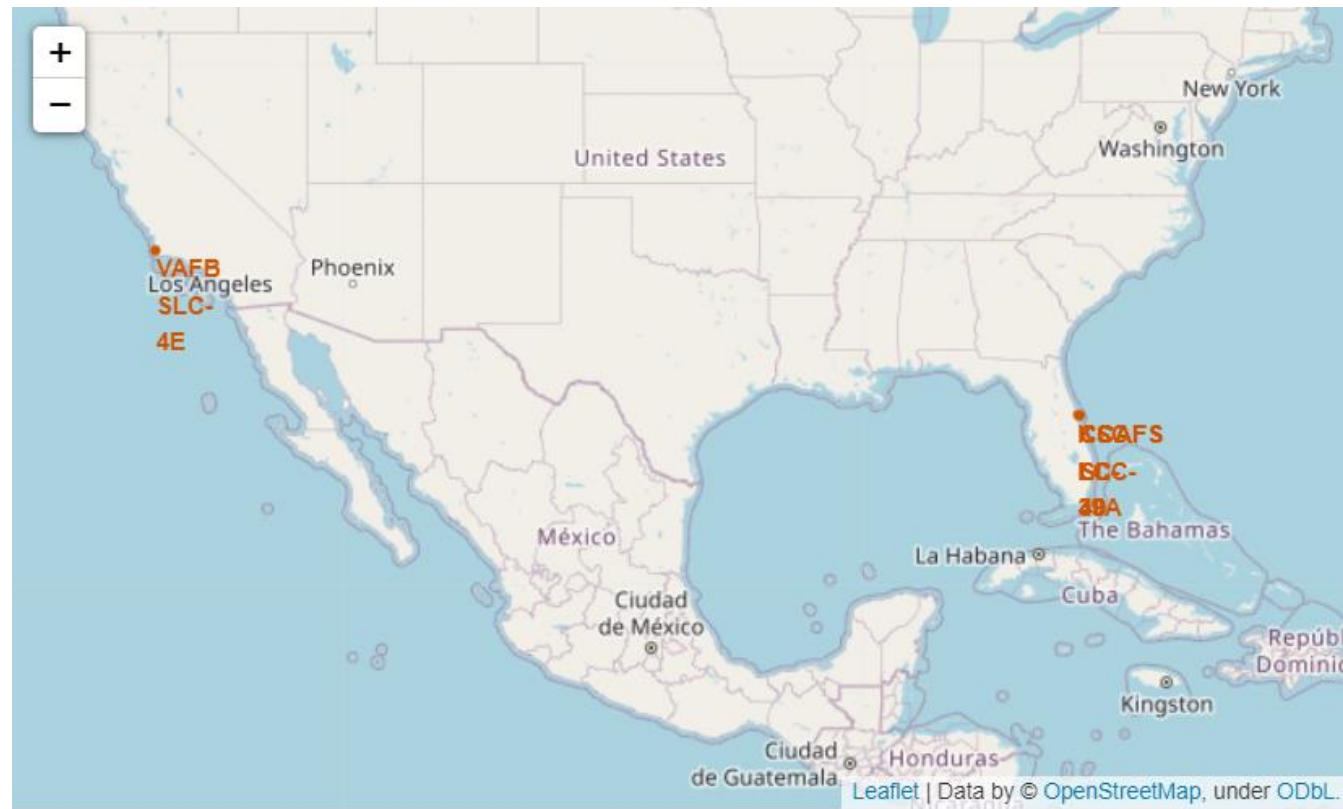 +
−
New York
Washington
United States
Phoenix
VAFB
Los Angeles
SLC-
4E
The Bahamas
La Habana
México
Cuba
Ciudad
de México
Kingston
Ciudad
de Guatemala
Honduras
Leaflet | Data by © OpenStreetMap, under ODbL.